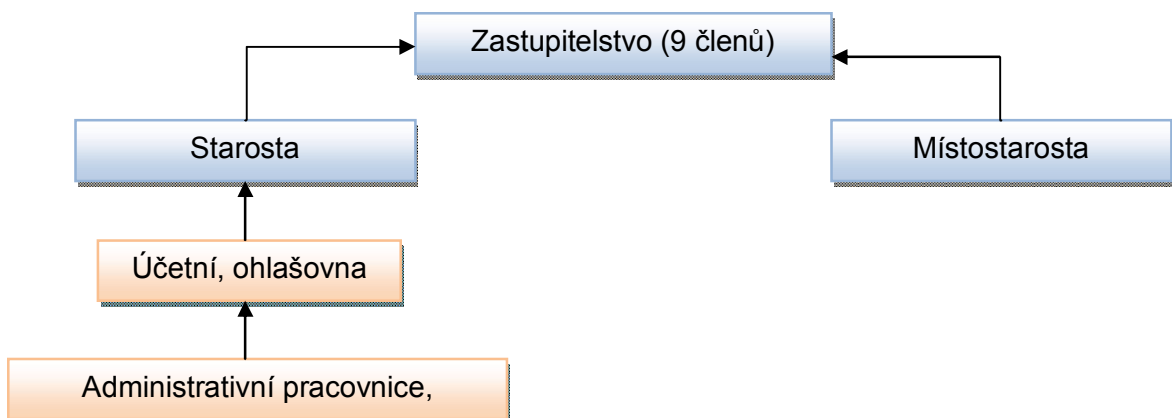 Zastupitelstvo (9 členů)
Starosta
Místostarosta
Účetní, ohlašovna
Administrativní pracovnice,